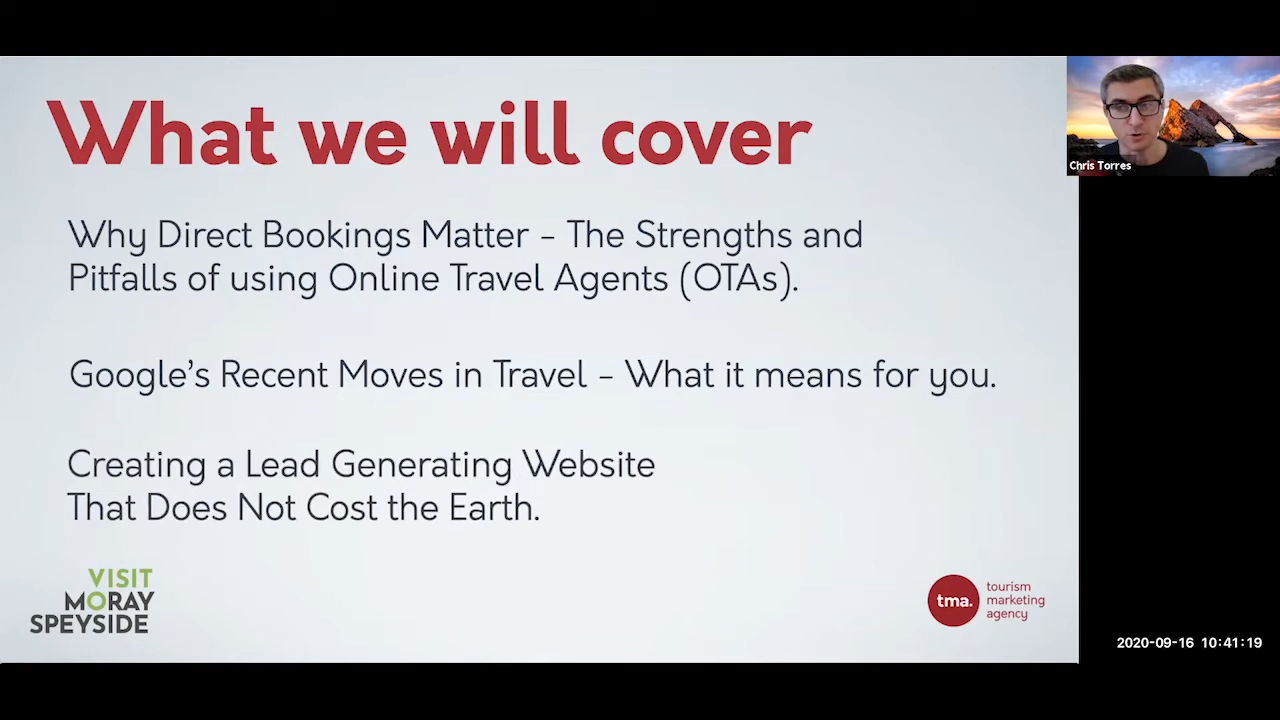 What we will cover
Why Direct Bookings Matter – The Strengths and
Pitfalls of using Online Travel Agents (OTAs).
Google's Recent Moves in Travel – What it means for you.
Creating a Lead Generating Website
That Does Not Cost the Earth.
VISIT
MORAY
SPEYSIDE
tma.
tourism
marketing
agency
Chris Torres
2020-09-16 10:41:19